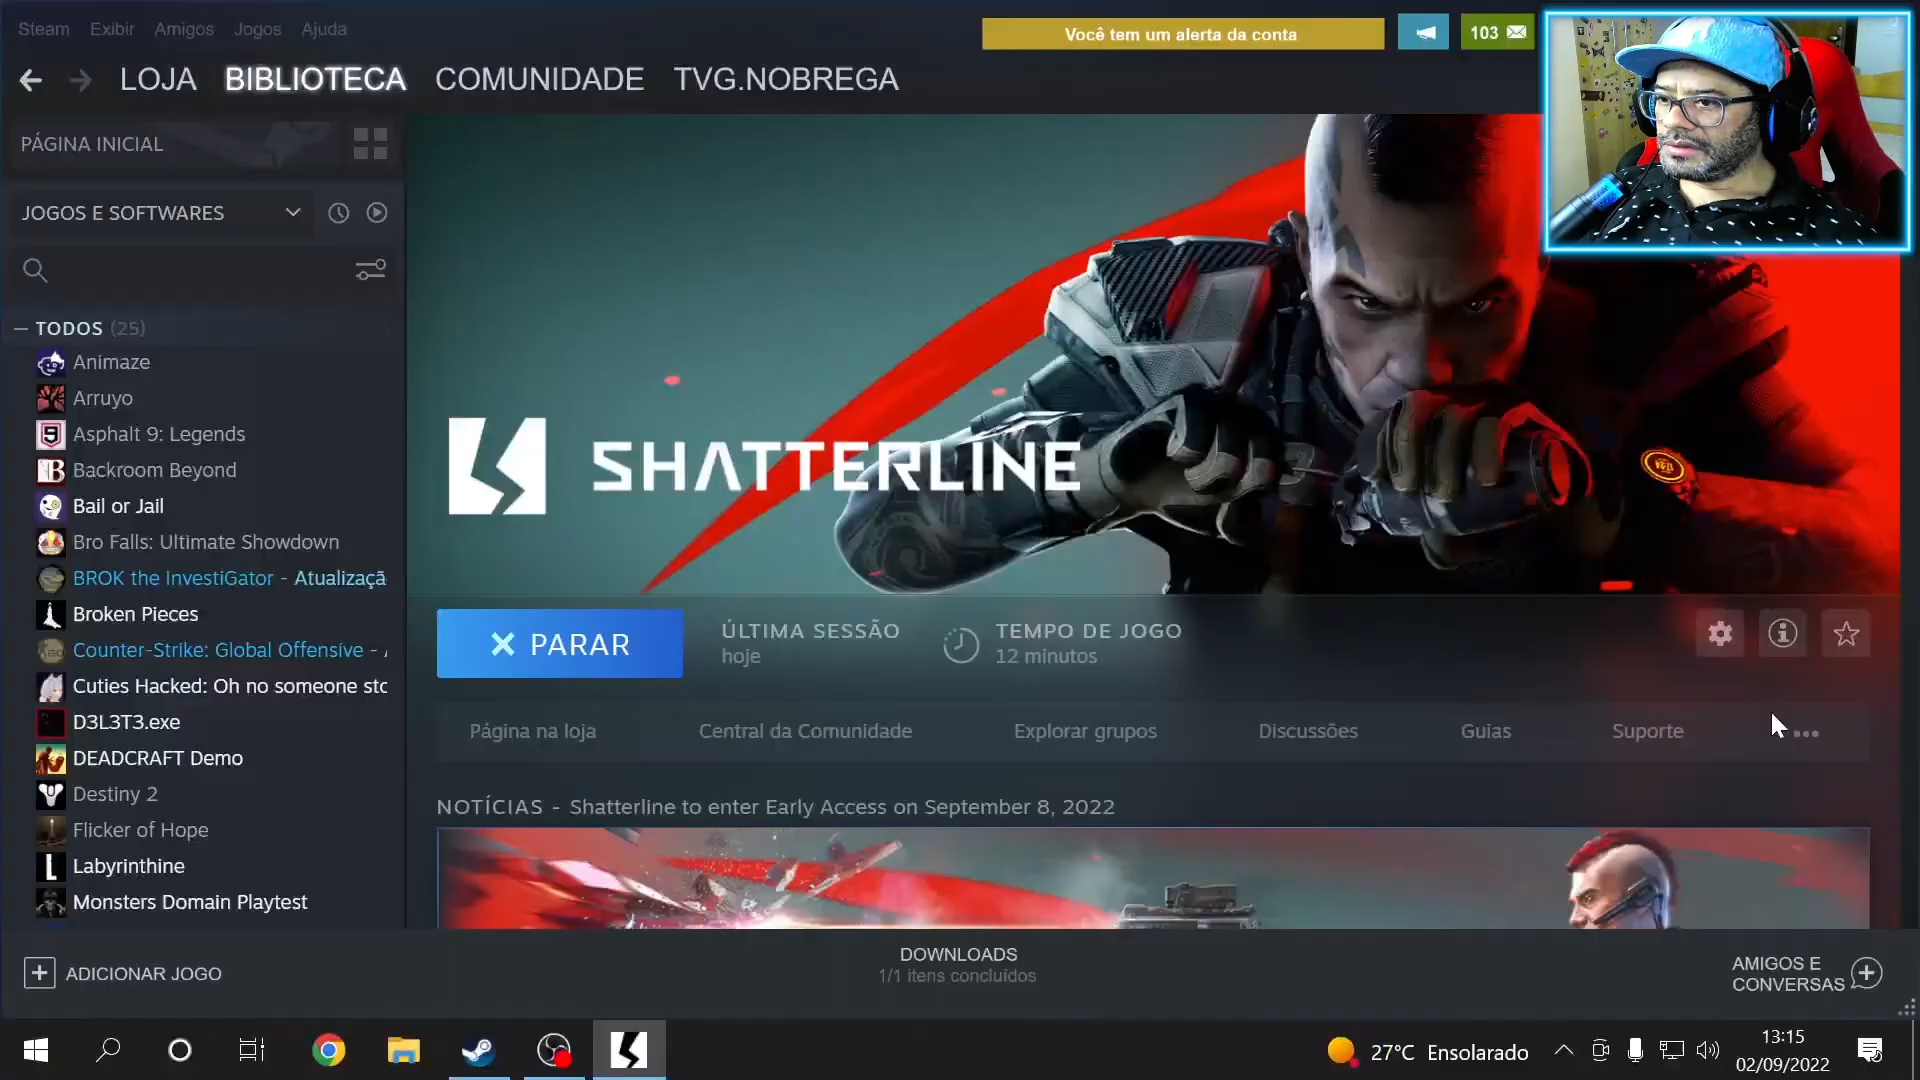 Steam Exibir Amigos Jogos Ajuda
Você tem um alerta da conta
103
LOJA BIBLIOTECA COMUNIDADE TVG.NOBREGA
PÁGINA INICIAL
JOGOS E SOFTWARES
— TODOS (25)
Animaze
Arruyo
Asphalt 9: Legends
Backroom Beyond
Bail or Jail
Bro Falls: Ultimate Showdown
BROK the InvestiGator - Atualizaçã
Broken Pieces
Counter-Strike: Global Offensive -
Cuties Hacked: Oh no someone sto
D3L3T3.exe
DEADCRAFT Demo
Destiny 2
Flicker of Hope
Labyrinthine
Monsters Domain Playtest
SHATTERLINE
PARAR
ÚLTIMA SESSÃO
hoje
TEMPO DE JOGO
12 minutos
Página na loja Central da Comunidade Explorar grupos Discussões Guias Suporte
NOTÍCIAS - Shatterline to enter Early Access on September 8, 2022
ADICIONAR JOGO
DOWNLOADS
1/1 itens concluídos
AMIGOS E
CONVERSAS
27°C Ensolarado
13:15
02/09/2022